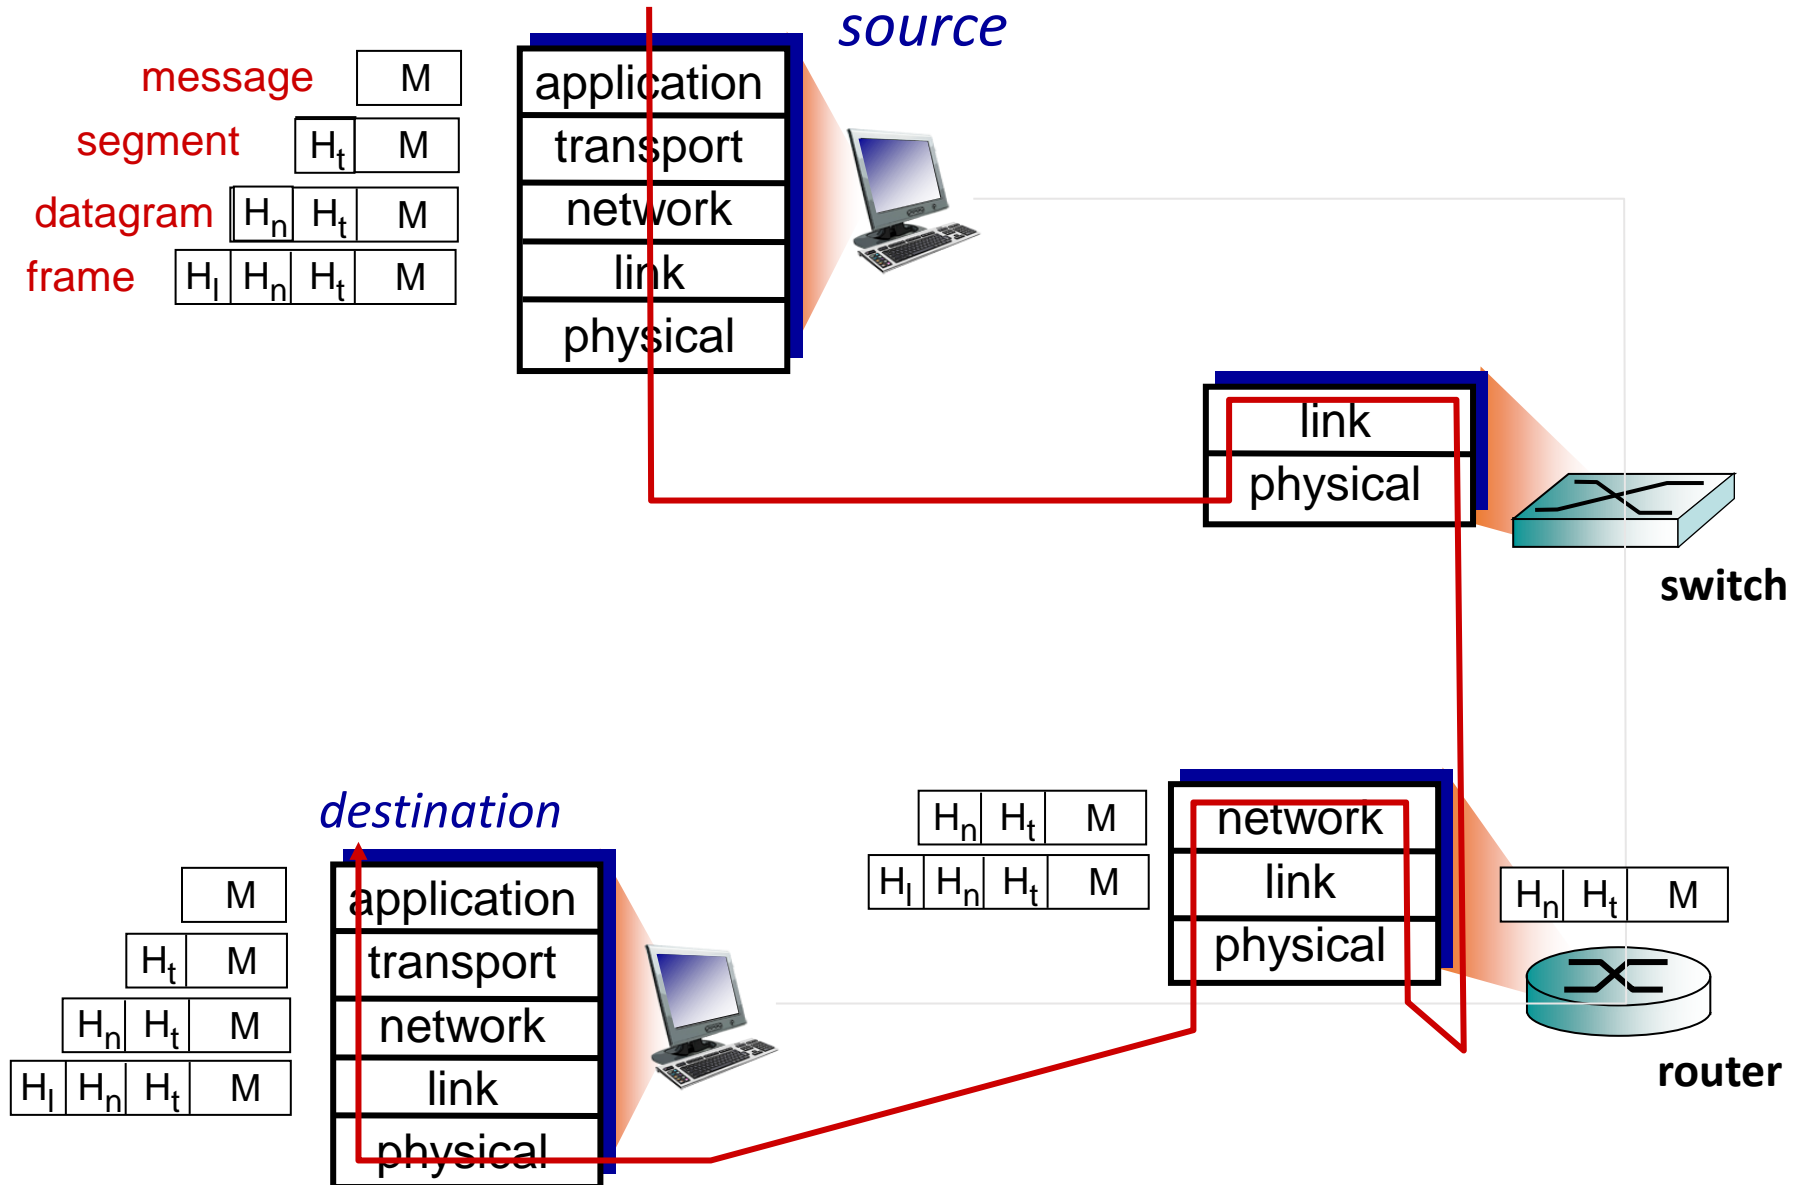 source
message M
segment Ht M
datagram Hn Ht M
frame Hl Hn Ht M
application
transport
network
link
physical
link
physical
switch
Hn Ht M
Hl Hn Ht M
network
link
physical
Hn Ht M
router
destination
M
Ht M
Hn Ht M
Hl Hn Ht M
application
transport
network
link
physical